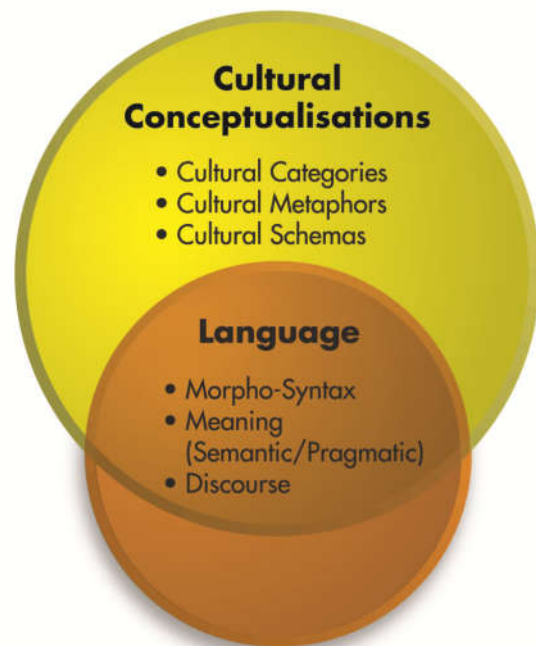 Cultural
Conceptualisations
• Cultural Categories
• Cultural Metaphors
• Cultural Schemas
Language
• Morpho-Syntax
• Meaning
(Semantic/Pragmatic)
• Discourse